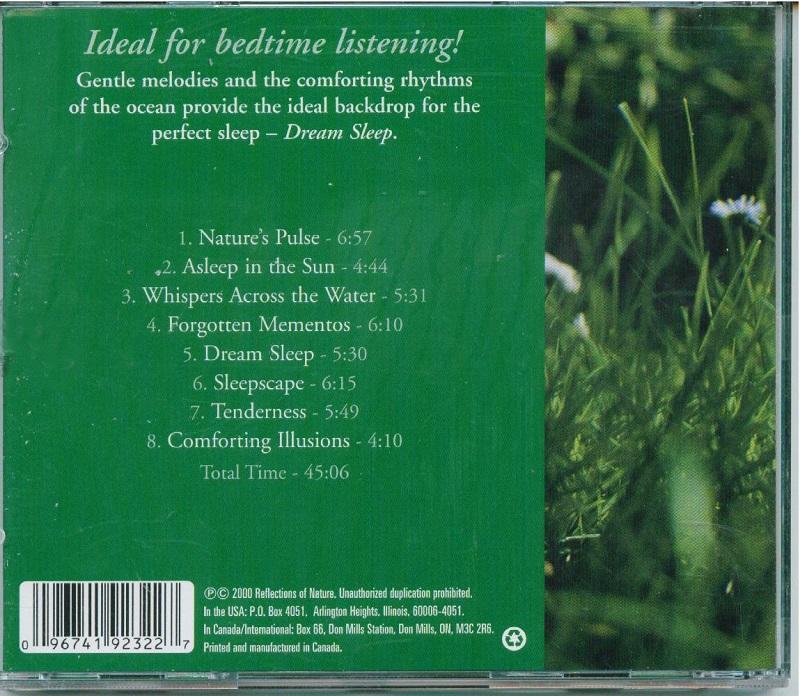 Ideal for bedtime listening!
Gentle melodies and the comforting rhythms
of the ocean provide the ideal backdrop for the
perfect sleep – Dream Sleep.
1. Nature's Pulse - 6:57
2. Asleep in the Sun - 4:44
3. Whispers Across the Water - 5:31
4. Forgotten Mementos - 6:10
5. Dream Sleep - 5:30
6. Sleepscape - 6:15
7. Tenderness - 5:49
8. Comforting Illusions - 4:10
Total Time - 45:06
℗© 2000 Reflections of Nature. Unauthorized duplication prohibited.
In the USA: P.O. Box 4051, Arlington Heights, Illinois, 60006-4051.
In Canada/International: Box 66, Don Mills Station, Don Mills, ON, M3C 2R6.
Printed and manufactured in Canada.
0 96741 92322 7